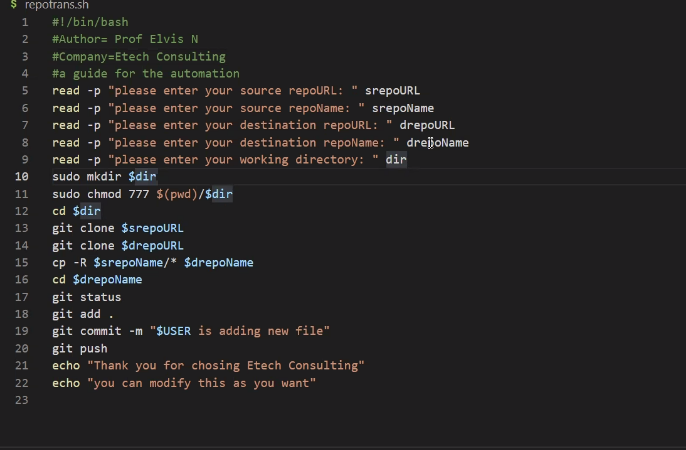 $ repotrans.sh
1 #!/bin/bash
2 #Author= Prof Elvis N
3 #Company=Etech Consulting
4 #a guide for the automation
5 read -p "please enter your source repoURL: " srepoURL
6 read -p "please enter your source repoName: " srepoName
7 read -p "please enter your destination repoURL: " drepoURL
8 read -p "please enter your destination repoName: " drepoName
9 read -p "please enter your working directory: " dir
10 sudo mkdir $dir
11 sudo chmod 777 $(pwd)/$dir
12 cd $dir
13 git clone $srepoURL
14 git clone $drepoURL
15 cp -R $srepoName/* $drepoName
16 cd $drepoName
17 git status
18 git add .
19 git commit -m "$USER is adding new file"
20 git push
21 echo "Thank you for chosing Etech Consulting"
22 echo "you can modify this as you want"
23